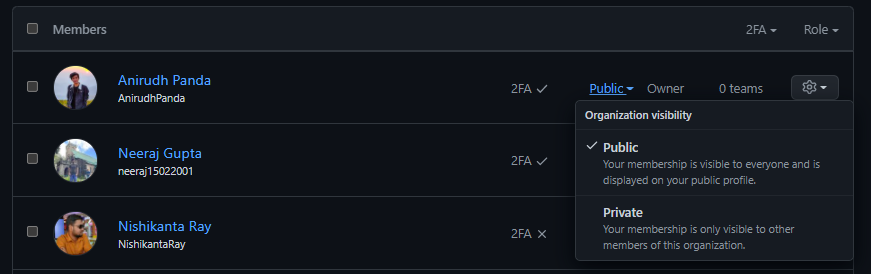 Members 2FA Role
Anirudh Panda
AnirudhPanda
2FA Public Owner 0 teams
Organization visibility
Public
Your membership is visible to everyone and is
displayed on your public profile.
Private
Your membership is only visible to other
members of this organization.
Neeraj Gupta
neeraj15022001
2FA
Nishikanta Ray
NishikantaRay
2FA